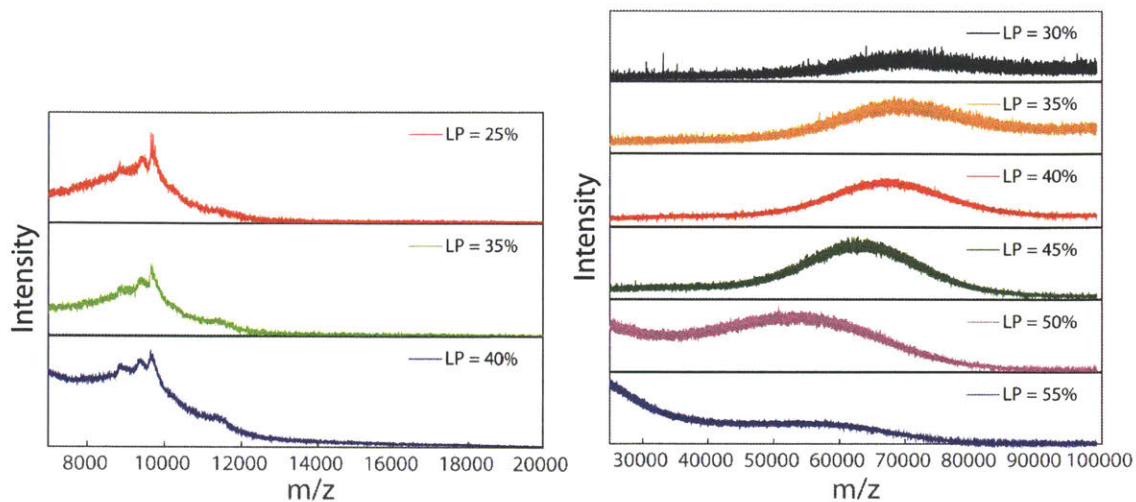 LP = 25%
LP = 35%
LP = 40%
Intensity
8000 10000 12000 14000 16000 18000 20000
m/z
LP = 30%
LP = 35%
LP = 40%
LP = 45%
LP = 50%
LP = 55%
Intensity
30000 40000 50000 60000 70000 80000 90000 100000
m/z